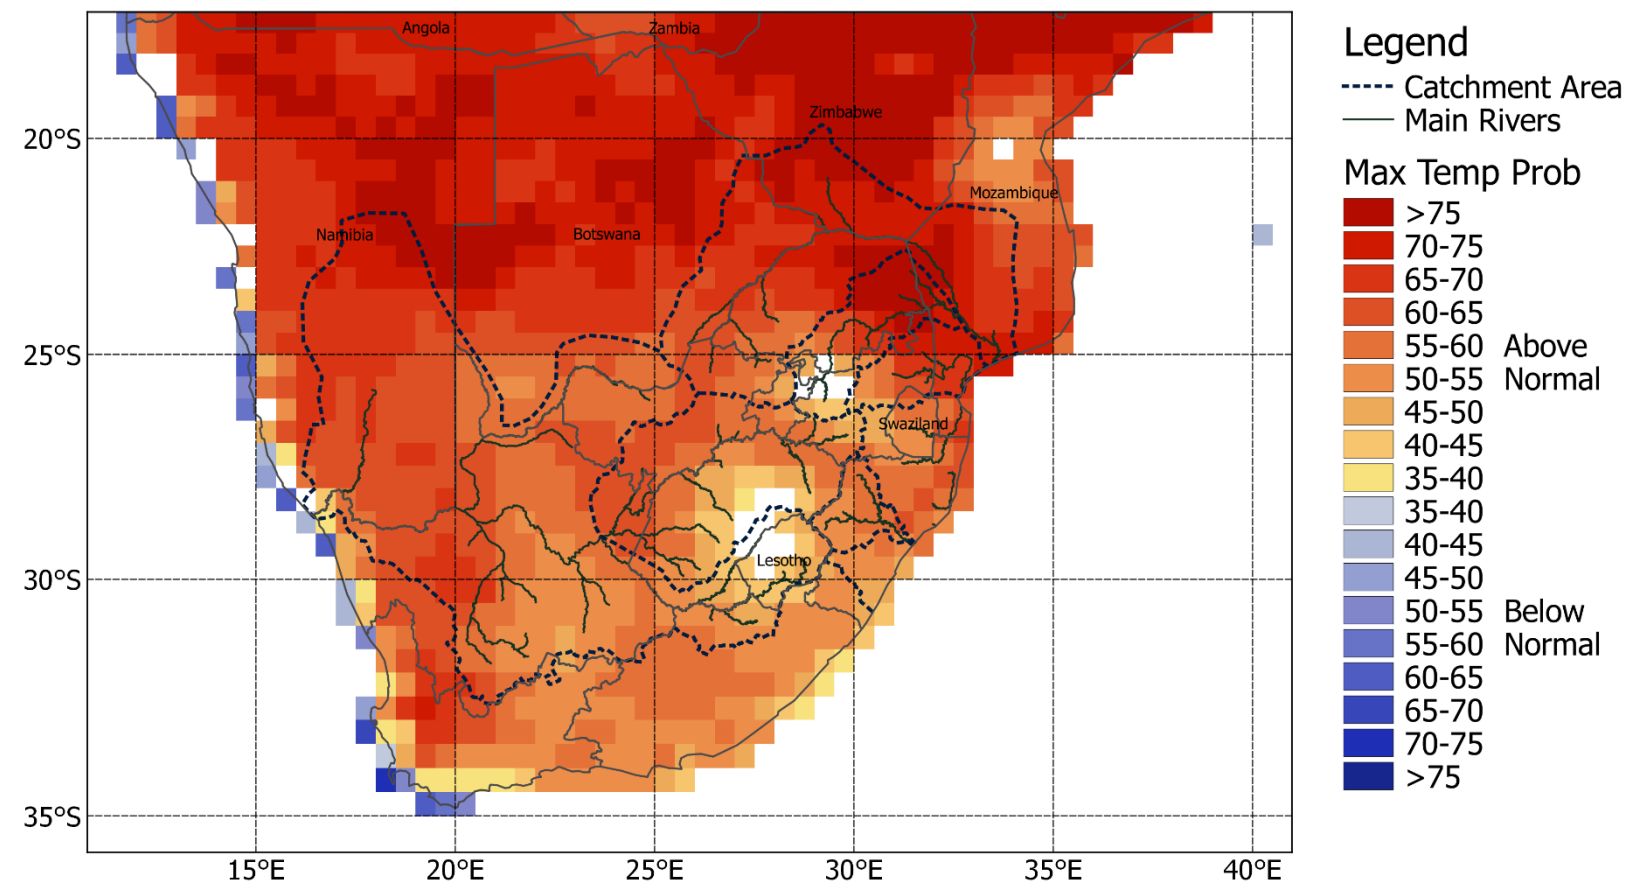 Angola
Zambia
Zimbabwe
Mozambique
Namibia
Botswana
Swaziland
Lesotho
20°S
25°S
30°S
35°S
15°E
20°E
25°E
30°E
35°E
40°E
Legend
Catchment Area
Main Rivers
Max Temp Prob
>75
70-75
65-70
60-65
55-60 Above
50-55 Normal
45-50
40-45
35-40
35-40
40-45
45-50
50-55 Below
55-60 Normal
60-65
65-70
70-75
>75